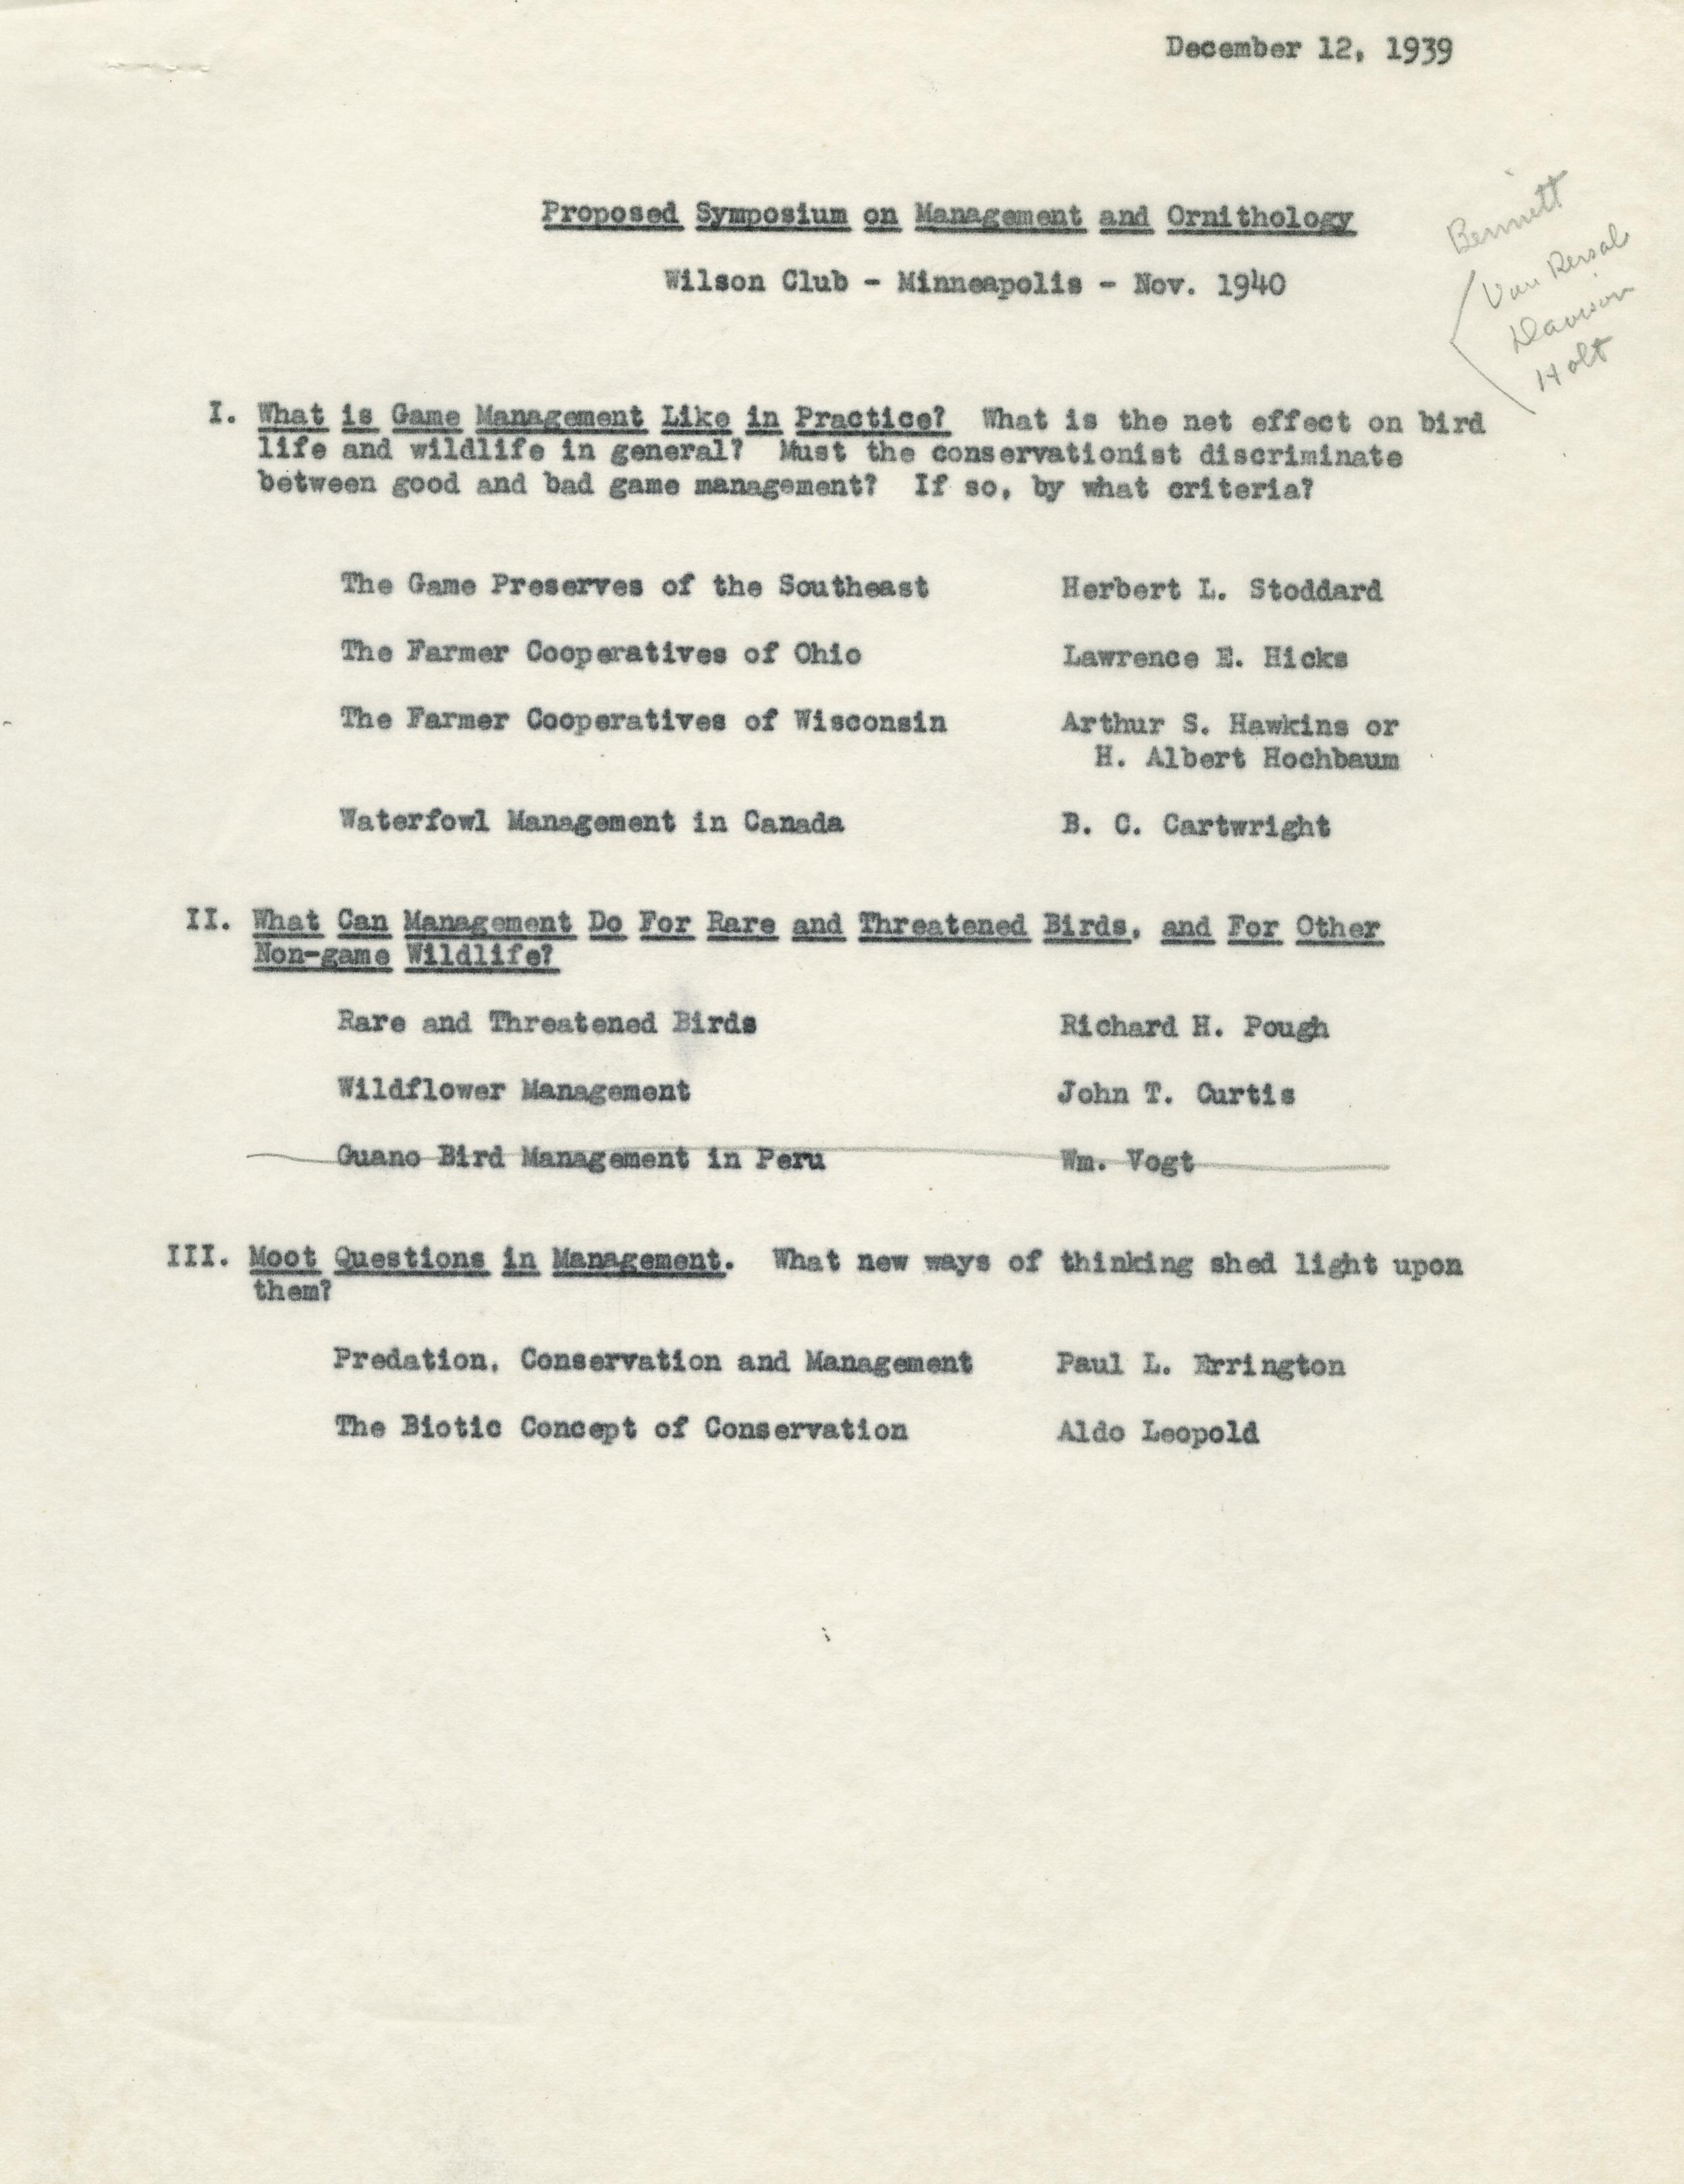 December 12, 1939
Proposed Symposium on Management and Ornithology
Wilson Club - Minneapolis - Nov. 1940
Bennett
Van Rersal
Davison
Holt
I. What is Game Management Like in Practice? What is the net effect on bird
life and wildlife in general? Must the conservationist discriminate
between good and bad game management? If so, by what criteria?
The Game Preserves of the Southeast Herbert L. Stoddard
The Farmer Cooperatives of Ohio Lawrence E. Hicks
The Farmer Cooperatives of Wisconsin Arthur S. Hawkins or
H. Albert Hochbaum
Waterfowl Management in Canada B. C. Cartwright
II. What Can Management Do For Rare and Threatened Birds, and For Other
Non-game Wildlife?
Rare and Threatened Birds Richard H. Pough
Wildflower Management John T. Curtis
Guano Bird Management in Peru Wm. Vogt
III. Moot Questions in Management. What new ways of thinking shed light upon
them?
Predation, Conservation and Management Paul L. Errington
The Biotic Concept of Conservation Aldo Leopold